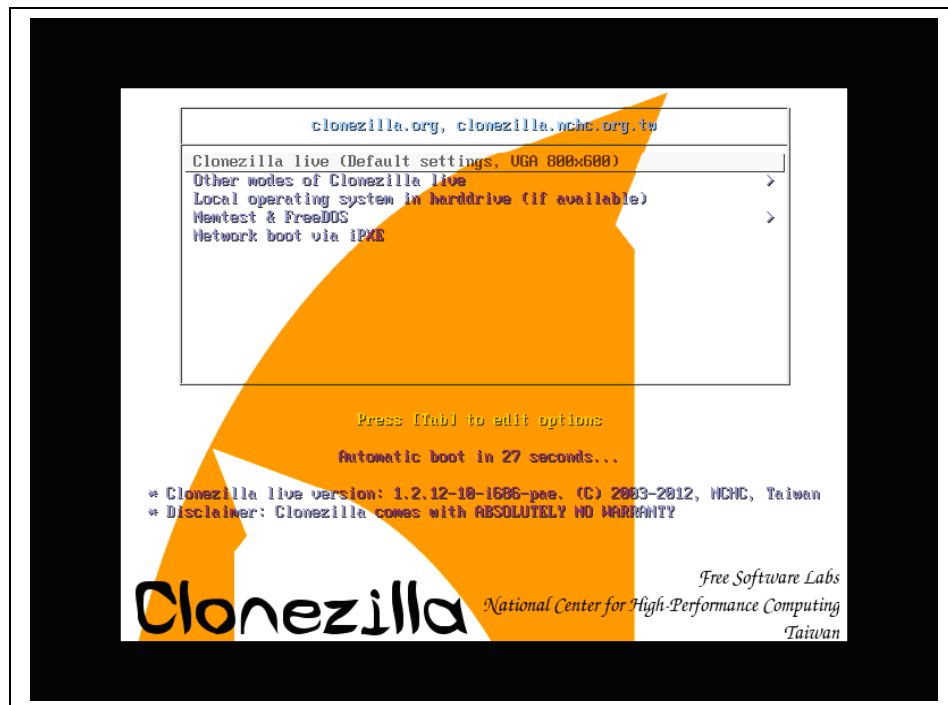 clonezilla.org, clonezilla.nchc.org.tw
Clonezilla live (Default settings, VGA 800x600)
Other modes of Clonezilla live >
Local operating system in harddrive (if available)
Memtest & FreeDOS >
Network boot via iPXE
Press [Tab] to edit options
Automatic boot in 27 seconds...
* Clonezilla live version: 1.2.12-10-i686-pae. (C) 2003-2012, NCHC, Taiwan
* Disclaimer: Clonezilla comes with ABSOLUTELY NO WARRANTY
Free Software Labs
Clonezilla National Center for High-Performance Computing
Taiwan